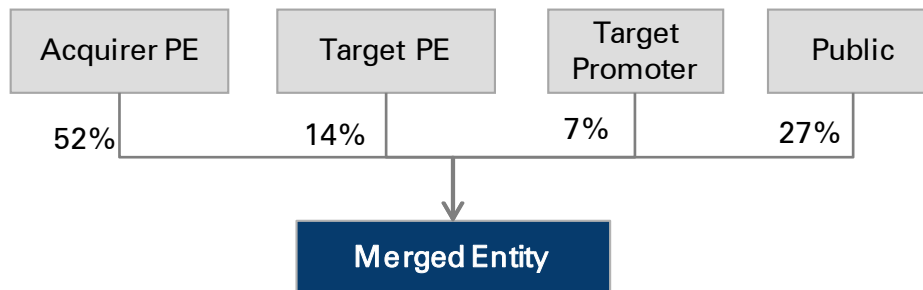 Acquirer PE
Target PE
Target
Promoter
Public
52%
14%
7%
27%
Merged Entity